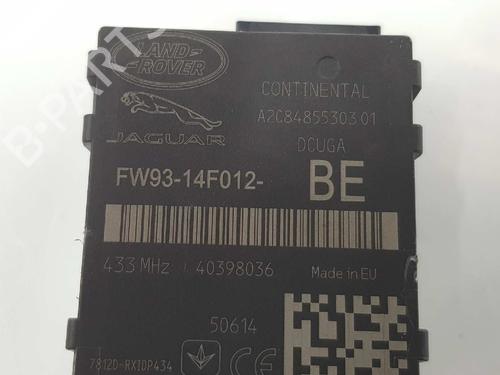 LAND
ROVER
CONTINENTAL
A2C84855303 01
JAGUAR
DCUGA
FW93-14F012-
BE
433 MHz
40398036
Made in EU
50614
7812D-RXIDP434
CE